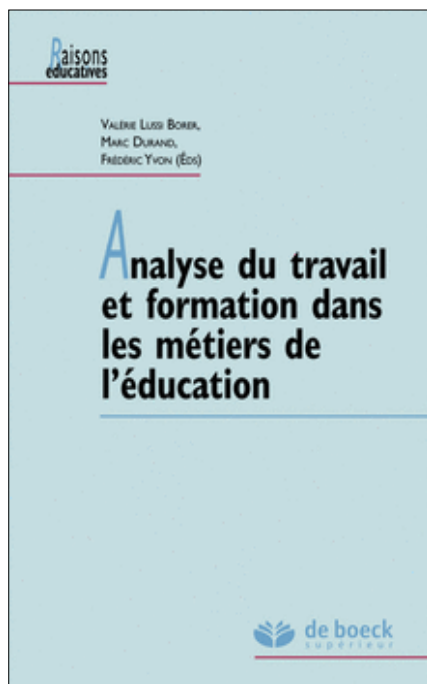 Raisons
éducatives
Valérie Lussi Borer,
Marc Durand,
Frédéric Yvon (Éds)
Analyse du travail
et formation dans
les métiers de
l'éducation
de boeck
supérieur